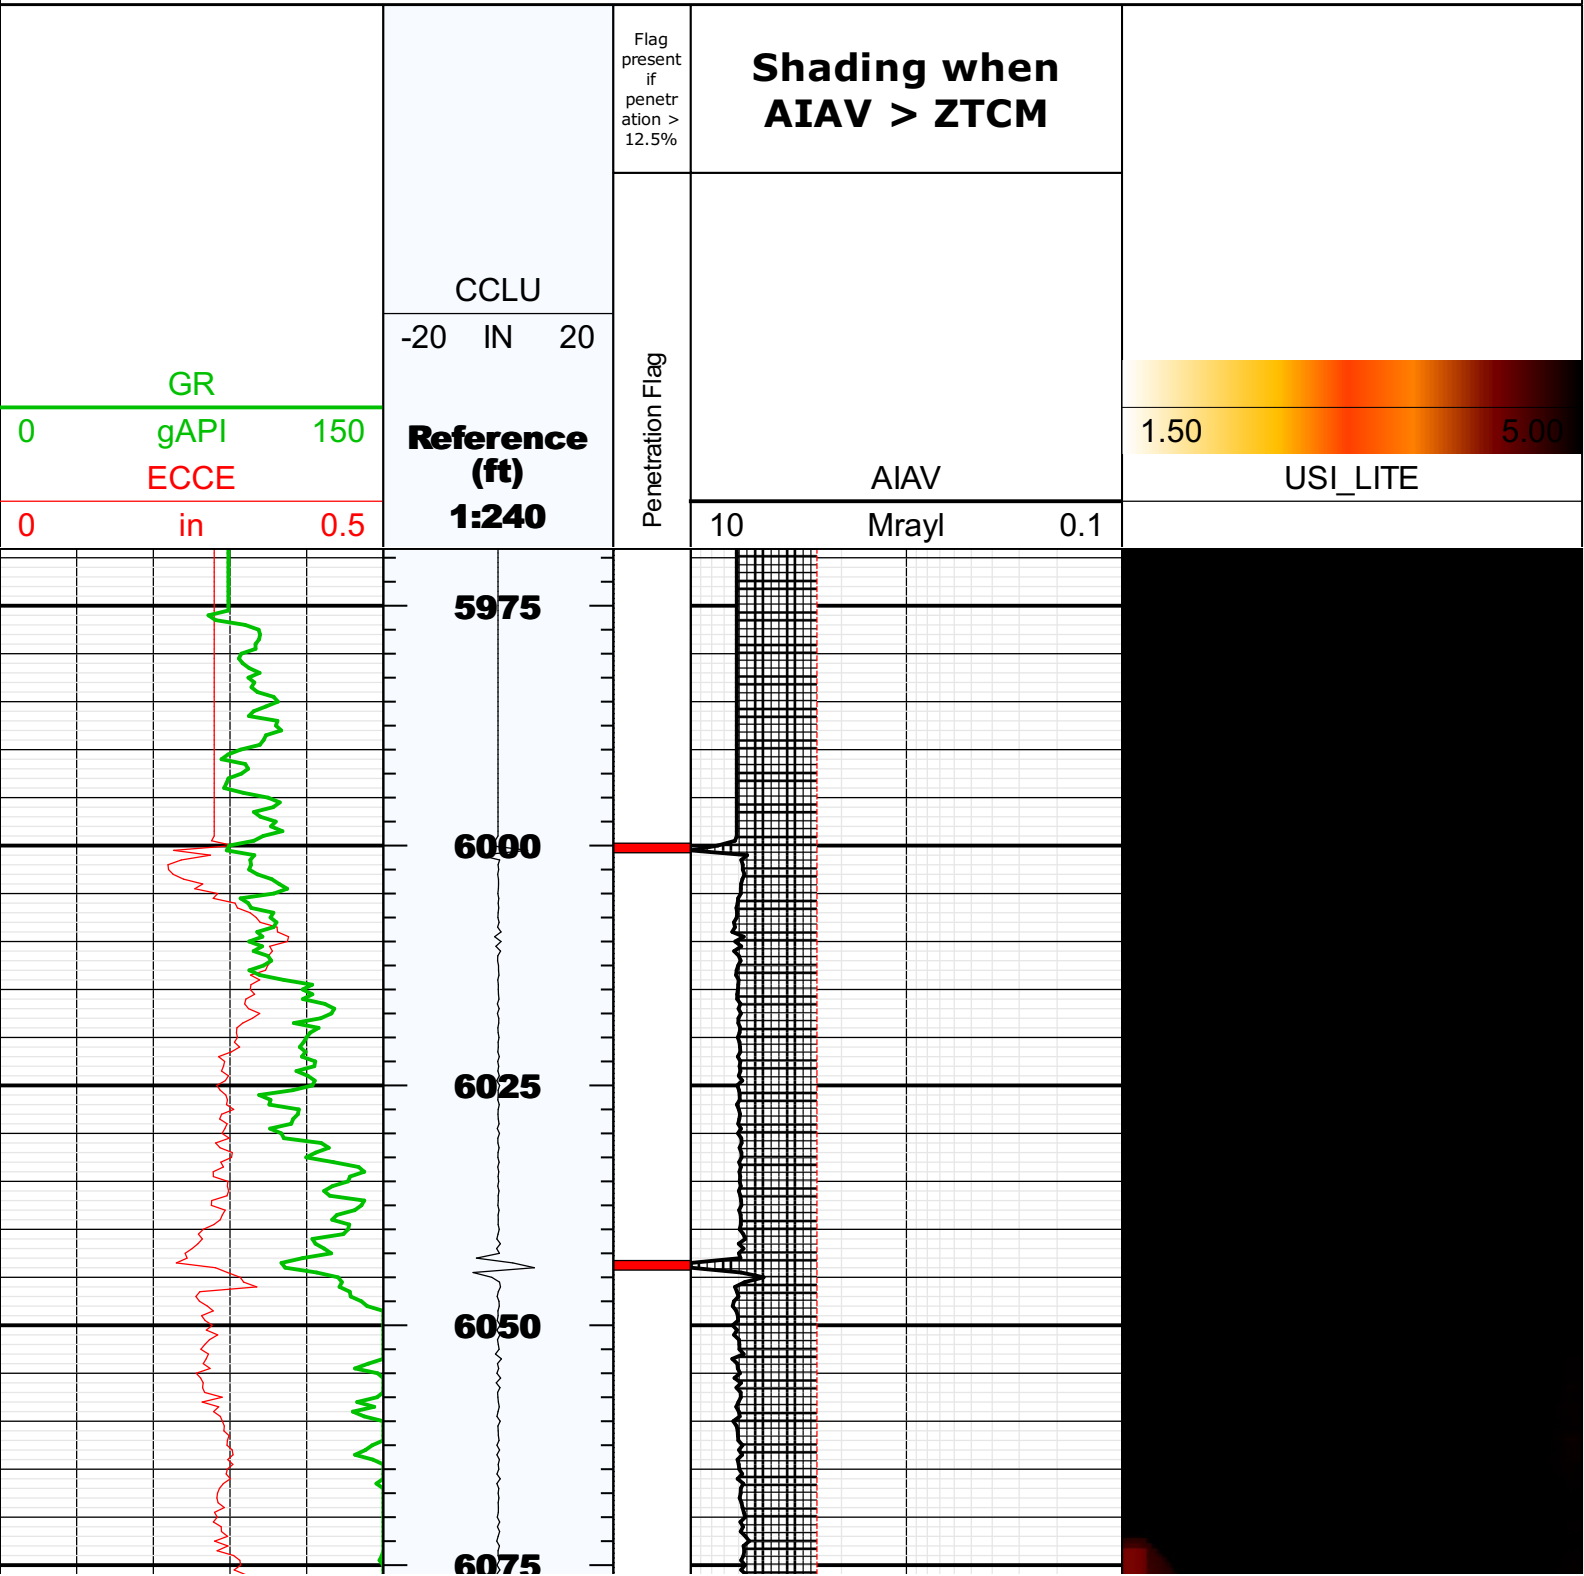 Flag
present
if
penetr
ation >
12.5%
Shading when
AIAV > ZTCM
CCLU
-20 IN 20
GR
0 gAPI 150
ECCE
0 in 0.5
Reference
(ft)
1:240
Penetration Flag
AIAV
10 Mrayl 0.1
1.50 5.00
USI_LITE
5975
6000
6025
6050
6075